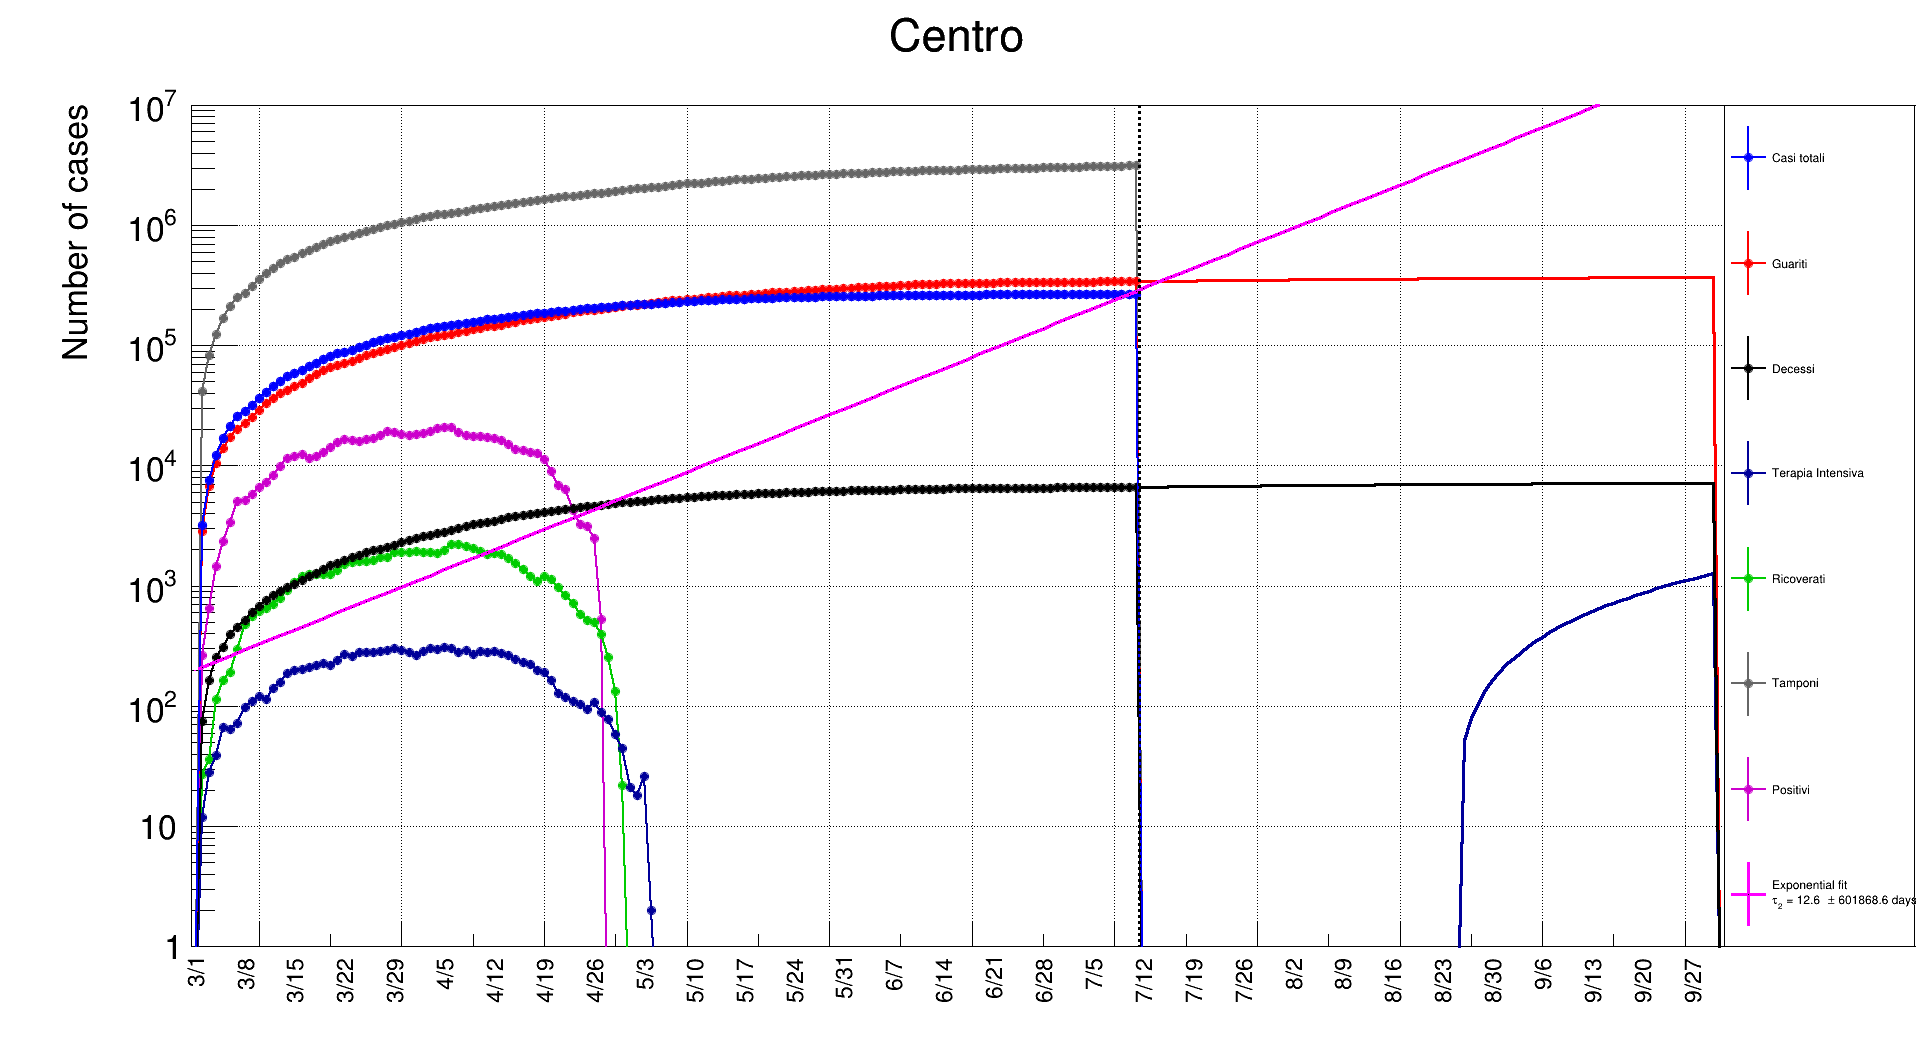 Centro
Number of cases
10^7
10^6
10^5
10^4
10^3
10^2
10
1
3/1 3/8 3/15 3/22 3/29 4/5 4/12 4/19 4/26 5/3 5/10 5/17 5/24 5/31 6/7 6/14 6/21 6/28 7/5 7/12 7/19 7/26 8/2 8/9 8/16 8/23 8/30 9/6 9/13 9/20 9/27
Casi totali
Guariti
Decessi
Terapia Intensiva
Ricoverati
Tamponi
Positivi
Exponential fit
τ_2 = 12.6 ± 601868.6 days